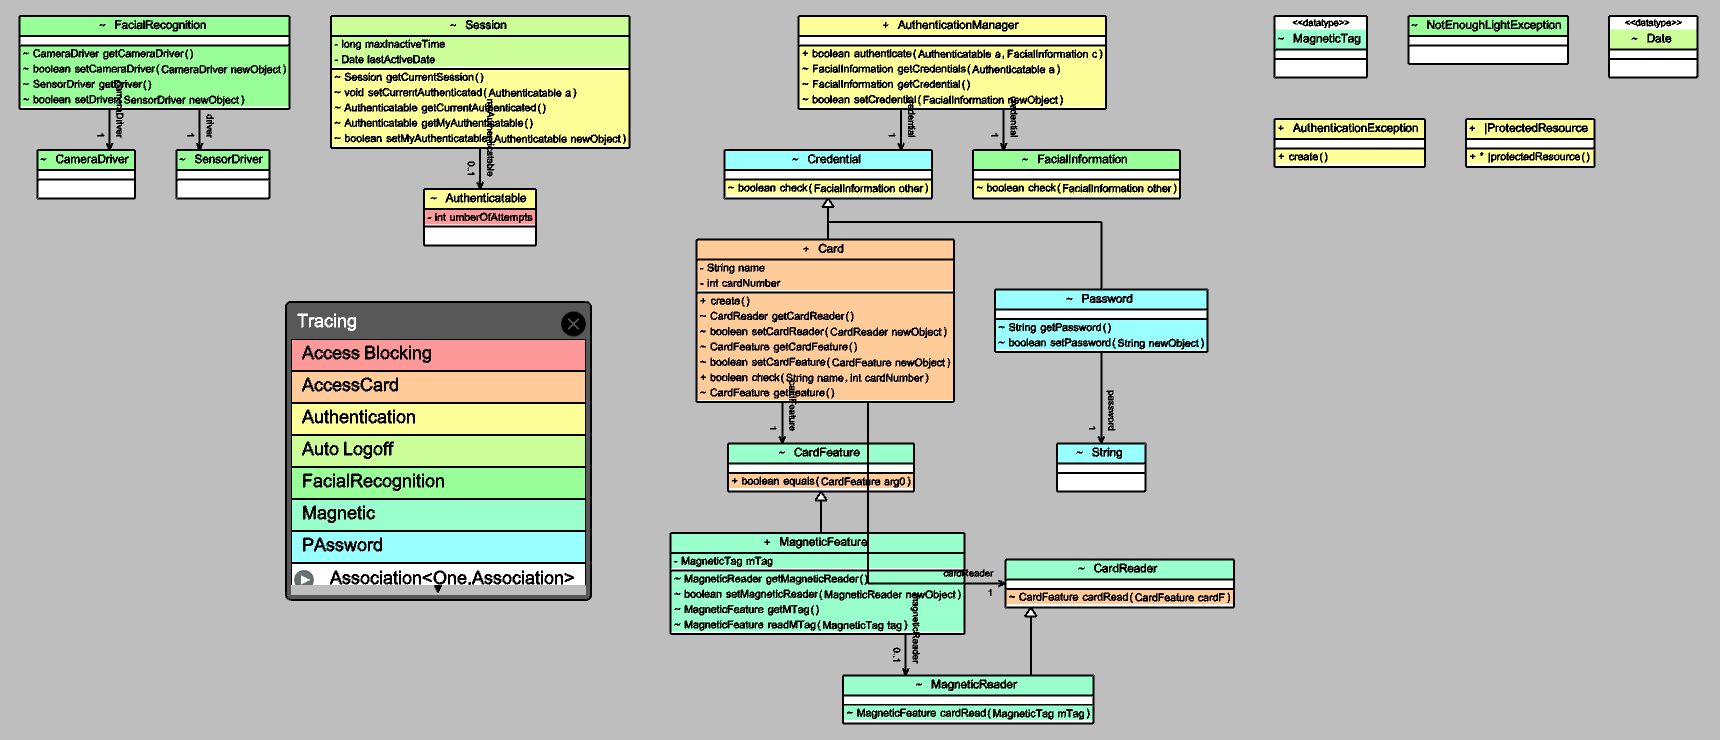 ~ FacialRecognition
~ CameraDriver getCameraDriver()
~ boolean setCameraDriver(CameraDriver newObject)
~ SensorDriver getDriver()
~ boolean setDriver(SensorDriver newObject)
cameraDriver
1
driver
1
~ CameraDriver
~ SensorDriver
~ Session
- long maxInactiveTime
- Date lastActiveDate
~ Session getCurrentSession()
~ void setCurrentAuthenticated(Authenticatable a)
~ Authenticatable getCurrentAuthenticated()
~ Authenticatable getMyAuthenticatable()
~ boolean setMyAuthenticatable(Authenticatable newObject)
myAuthenticatable
0..1
~ Authenticatable
- int umberOfAttempts
+ AuthenticationManager
+ boolean authenticate(Authenticatable a,FacialInformation c)
~ FacialInformation getCredentials(Authenticatable a)
~ FacialInformation getCredential()
~ boolean setCredential(FacialInformation newObject)
credential
1
credential
1
~ Credential
~ boolean check(FacialInformation other)
~ FacialInformation
~ boolean check(FacialInformation other)
<<datatype>>
~ MagneticTag
~ NotEnoughLightException
<<datatype>>
~ Date
+ AuthenticationException
+ create()
+ |ProtectedResource
+ * |protectedResource()
+ Card
- String name
- int cardNumber
+ create()
~ CardReader getCardReader()
~ boolean setCardReader(CardReader newObject)
~ CardFeature getCardFeature()
~ boolean setCardFeature(CardFeature newObject)
+ boolean check(String name,int cardNumber)
~ CardFeature getFeature()
cardFeature
1
~ Password
~ String getPassword()
~ boolean setPassword(String newObject)
password
1
~ String
~ CardFeature
+ boolean equals(CardFeature arg0)
+ MagneticFeature
- MagneticTag mTag
~ MagneticReader getMagneticReader()
~ boolean setMagneticReader(MagneticReader newObject)
~ MagneticFeature getMTag()
~ MagneticFeature readMTag(MagneticTag tag)
magneticReader
0..1
cardReader
1
~ CardReader
~ CardFeature cardRead(CardFeature cardF)
~ MagneticReader
~ MagneticFeature cardRead(MagneticTag mTag)
Tracing
Access Blocking
AccessCard
Authentication
Auto Logoff
FacialRecognition
Magnetic
PAssword
Association<One.Association>